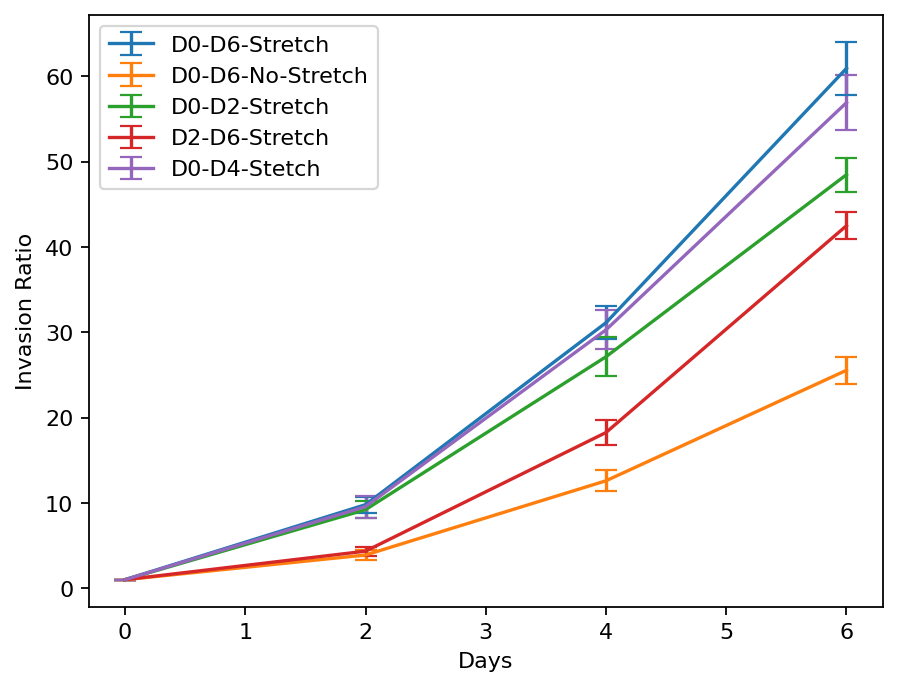 D0-D6-Stretch
D0-D6-No-Stretch
D0-D2-Stretch
D2-D6-Stretch
D0-D4-Stetch
60
50
40
30
20
10
0
Invasion Ratio
0 1 2 3 4 5 6
Days